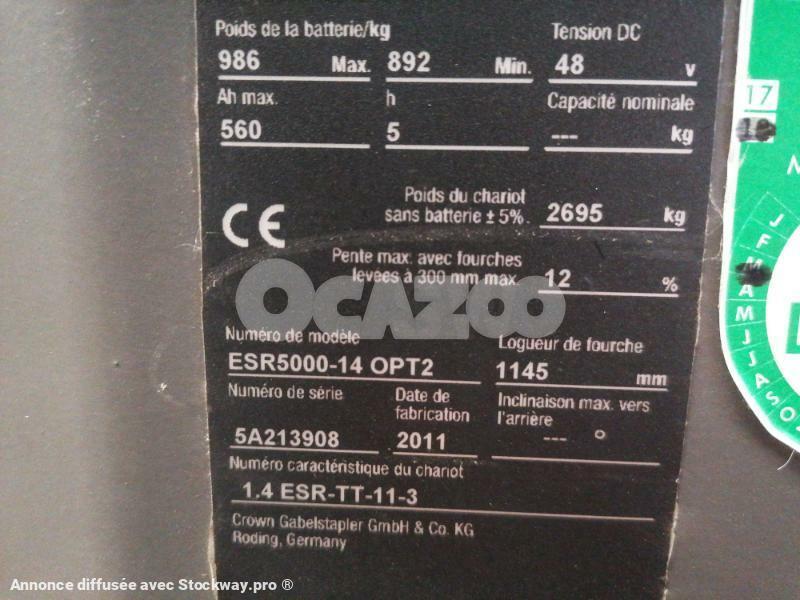 Poids de la batterie/kg Tension DC
986 Max. 892 Min. 48 v
Ah max. h Capacité nominale
560 5 --- kg
Poids du chariot
sans batterie ± 5%. 2695 kg
CE
Pente max. avec fourches
levées à 300 mm max. 12 %
OCAZOO
Numéro de modèle Logueur de fourche
ESR5000-14 OPT2 1145 mm
Numéro de série Date de fabrication Inclinaison max. vers l'arrière
5A213908 2011 --- °
Numéro caractéristique du chariot
1.4 ESR-TT-11-3
Crown Gabelstapler GmbH & Co. KG
Roding, Germany
17
J F M A M J J A S O
Annonce diffusée avec Stockway.pro ®